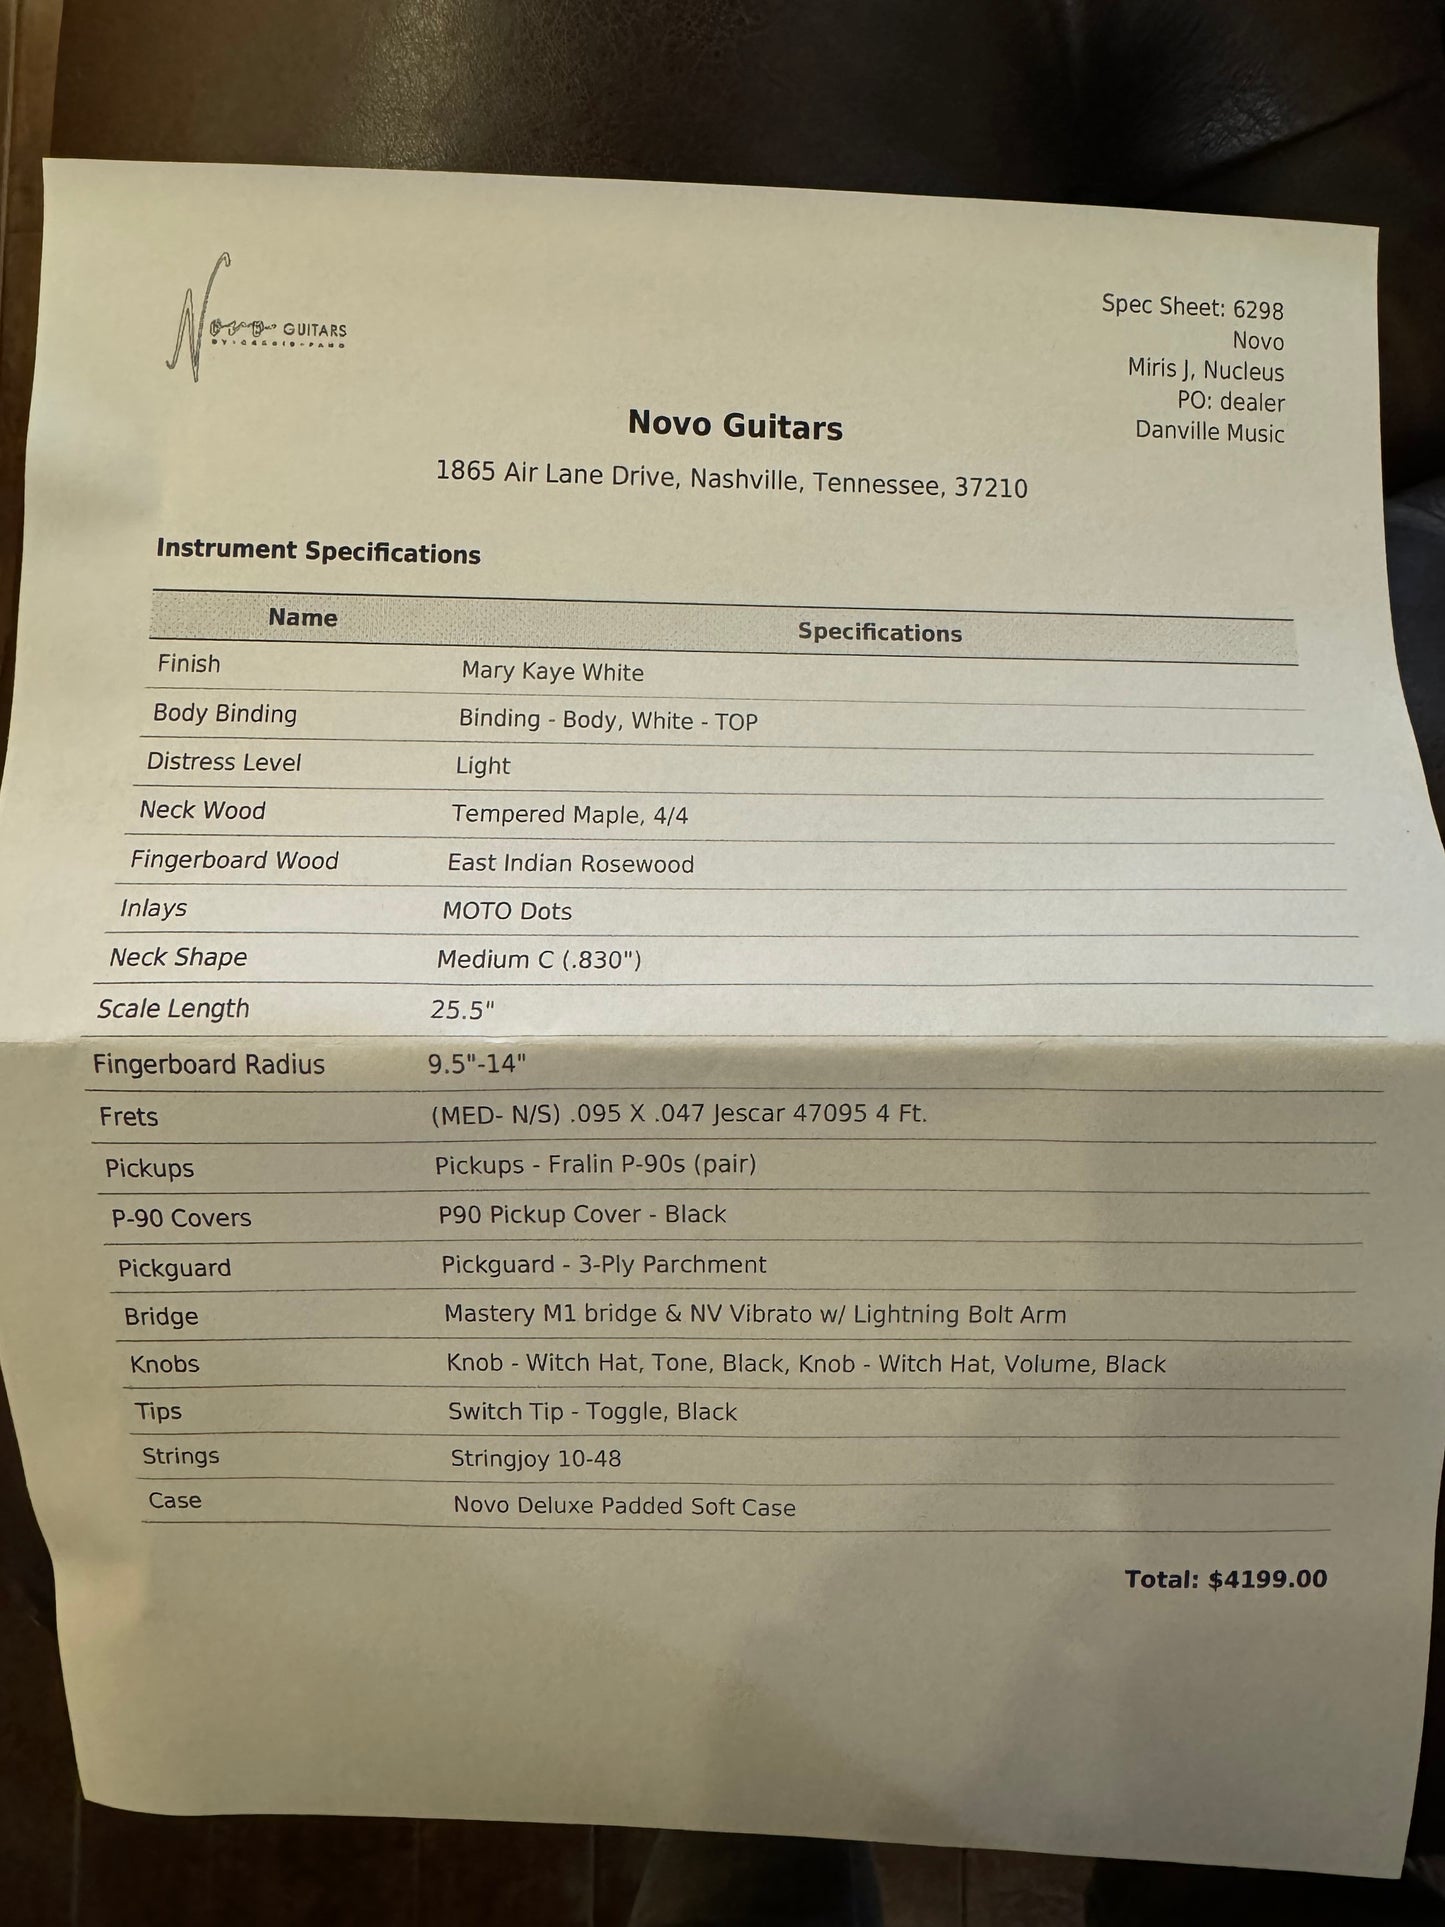 Novo GUITARS
Spec Sheet: 6298
Novo
Miris J, Nucleus
PO: dealer
Danville Music
Novo Guitars
1865 Air Lane Drive, Nashville, Tennessee, 37210
Instrument Specifications
Name Specifications
Finish Mary Kaye White
Body Binding Binding - Body, White - TOP
Distress Level Light
Neck Wood Tempered Maple, 4/4
Fingerboard Wood East Indian Rosewood
Inlays MOTO Dots
Neck Shape Medium C (.830")
Scale Length 25.5"
Fingerboard Radius 9.5"-14"
Frets (MED- N/S) .095 X .047 Jescar 47095 4 Ft.
Pickups Pickups - Fralin P-90s (pair)
P-90 Covers P90 Pickup Cover - Black
Pickguard Pickguard - 3-Ply Parchment
Bridge Mastery M1 bridge & NV Vibrato w/ Lightning Bolt Arm
Knobs Knob - Witch Hat, Tone, Black, Knob - Witch Hat, Volume, Black
Tips Switch Tip - Toggle, Black
Strings Stringjoy 10-48
Case Novo Deluxe Padded Soft Case
Total: $4199.00